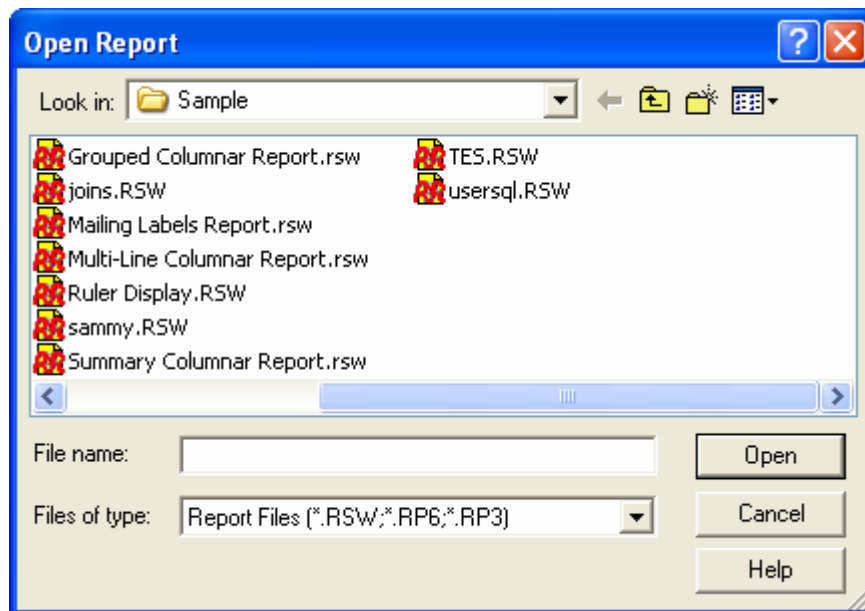 Open Report
Look in: Sample
Grouped Columnar Report.rsw
joins.RSW
Mailing Labels Report.rsw
Multi-Line Columnar Report.rsw
Ruler Display.RSW
sammy.RSW
Summary Columnar Report.rsw
TES.RSW
usersql.RSW
File name:
Open
Files of type: Report Files (*.RSW;*.RP6;*.RP3)
Cancel
Help